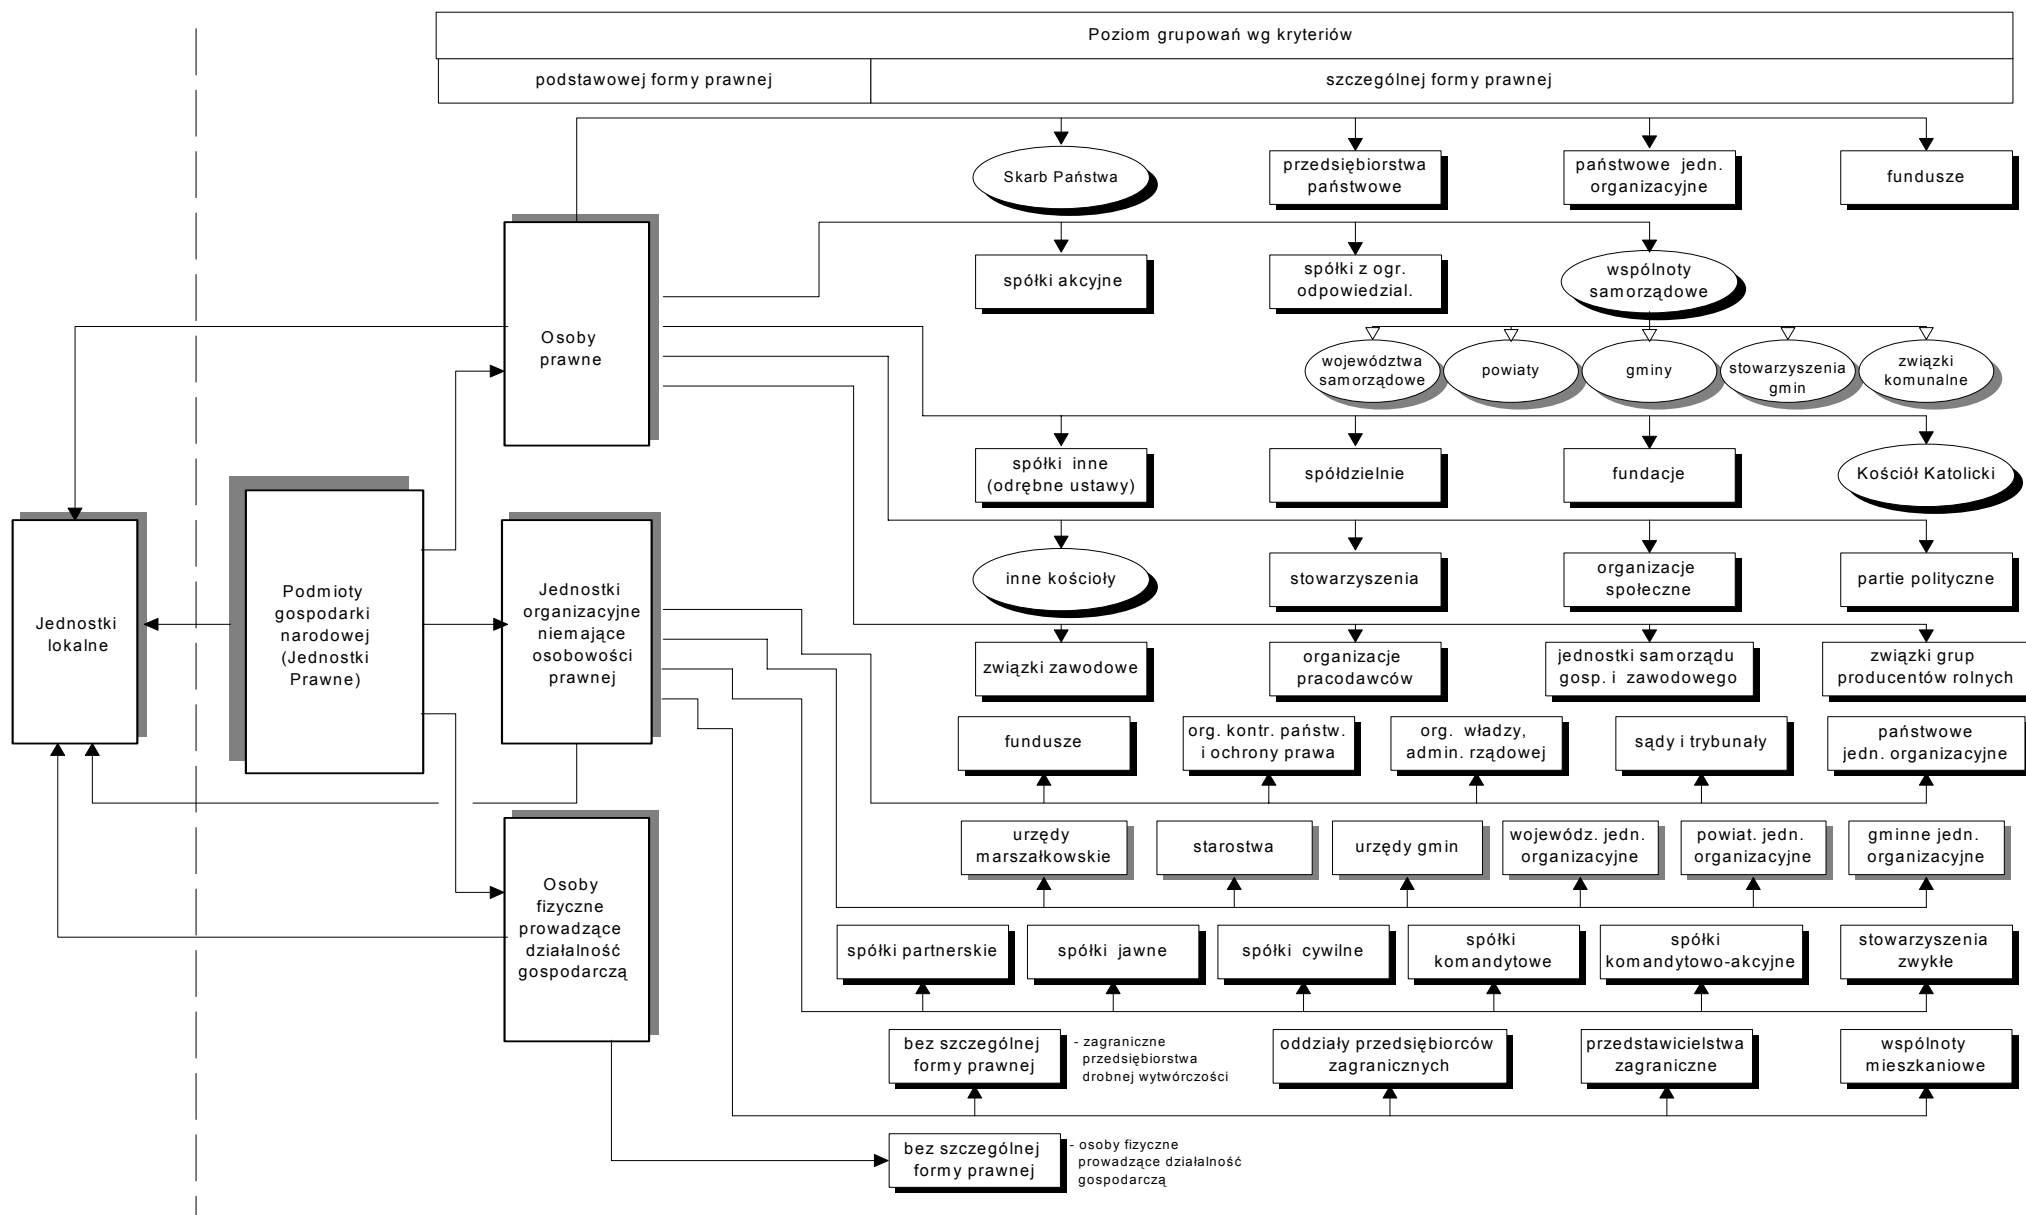 Poziom grupowań wg kryteriów
podstawowej formy prawnej
szczególnej formy prawnej
Skarb Państwa
przedsiębiorstwa
państwowe
państwowe jedn.
organizacyjne
fundusze
spółki akcyjne
spółki z ogr.
odpowiedzial.
wspólnoty
samorządowe
Osoby
prawne
województwa
samorządowe
powiaty
gminy
stowarzyszenia
gmin
związki
komunalne
spółki inne
(odrębne ustawy)
spółdzielnie
fundacje
Kościół Katolicki
inne kościoły
stowarzyszenia
organizacje
społeczne
partie polityczne
Jednostki
lokalne
Podmioty
gospodarki
narodowej
(Jednostki
Prawne)
Jednostki
organizacyjne
niemające
osobowości
prawnej
związki zawodowe
organizacje
pracodawców
jednostki samorządu
gosp. i zawodowego
związki grup
producentów rolnych
fundusze
org. kontr. państw.
i ochrony prawa
org. władzy,
admin. rządowej
sądy i trybunały
państwowe
jedn. organizacyjne
urzędy
marszałkowskie
starostwa
urzędy gmin
wojewódz. jedn.
organizacyjne
powiat. jedn.
organizacyjne
gminne jedn.
organizacyjne
Osoby
fizyczne
prowadzące
działalność
gospodarczą
spółki partnerskie
spółki jawne
spółki cywilne
spółki
komandytowe
spółki
komandytowo-akcyjne
stowarzyszenia
zwykłe
bez szczególnej
formy prawnej
- zagraniczne
przedsiębiorstwa
drobnej wytwórczości
oddziały przedsiębiorców
zagranicznych
przedstawicielstwa
zagraniczne
wspólnoty
mieszkaniowe
bez szczególnej
formy prawnej
- osoby fizyczne
prowadzące działalność
gospodarczą